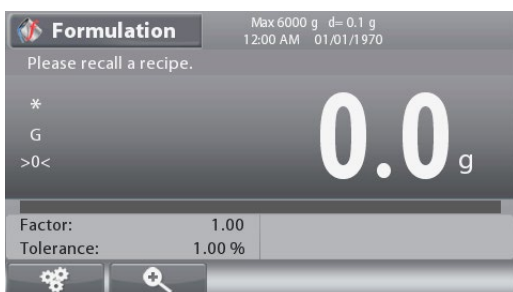 Formulation
Max 6000 g d= 0.1 g
12:00 AM 01/01/1970
Please recall a recipe.
*
G
>0<
0.0 g
Factor: 1.00
Tolerance: 1.00 %